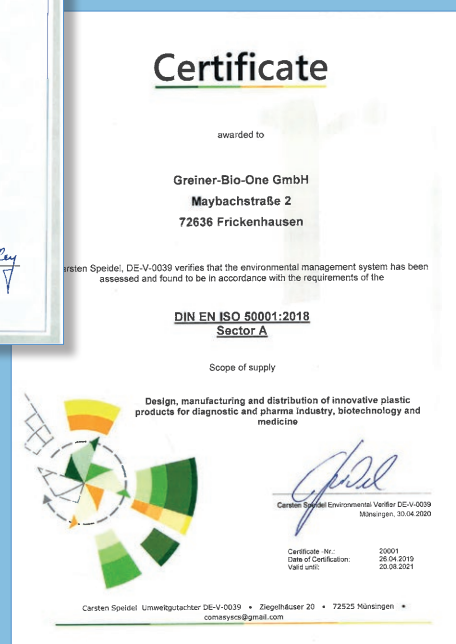 Certificate
awarded to
Greiner-Bio-One GmbH
Maybachstraße 2
72636 Frickenhausen
arsten Speidel, DE-V-0039 verifies that the environmental management system has been
assessed and found to be in accordance with the requirements of the
DIN EN ISO 50001:2018
Sector A
Scope of supply
Design, manufacturing and distribution of innovative plastic
products for diagnostic and pharma industry, biotechnology and
medicine
Carsten Speidel Environmental Verifier DE-V-0039
Münsingen, 30.04.2020
Certificate -Nr.: 20001
Date of Certification: 26.04.2019
Valid until: 20.08.2021
Carsten Speidel Umweltgutachter DE-V-0039 • Ziegelhäuser 20 • 72525 Münsingen •
comasyscs@gmail.com